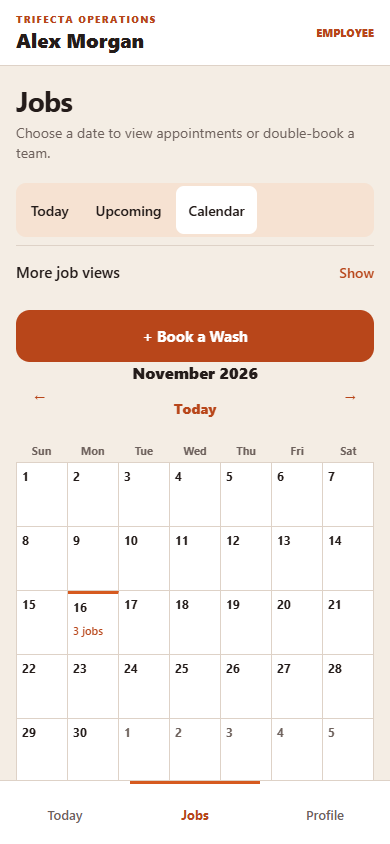 TRIFECTA OPERATIONS
Alex Morgan
EMPLOYEE
Jobs
Choose a date to view appointments or double-book a
team.
Today Upcoming Calendar
More job views Show
+ Book a Wash
November 2026
← →
Today
Sun Mon Tue Wed Thu Fri Sat
1 2 3 4 5 6 7
8 9 10 11 12 13 14
15 16 17 18 19 20 21
3 jobs
22 23 24 25 26 27 28
29 30 1 2 3 4 5
Today Jobs Profile